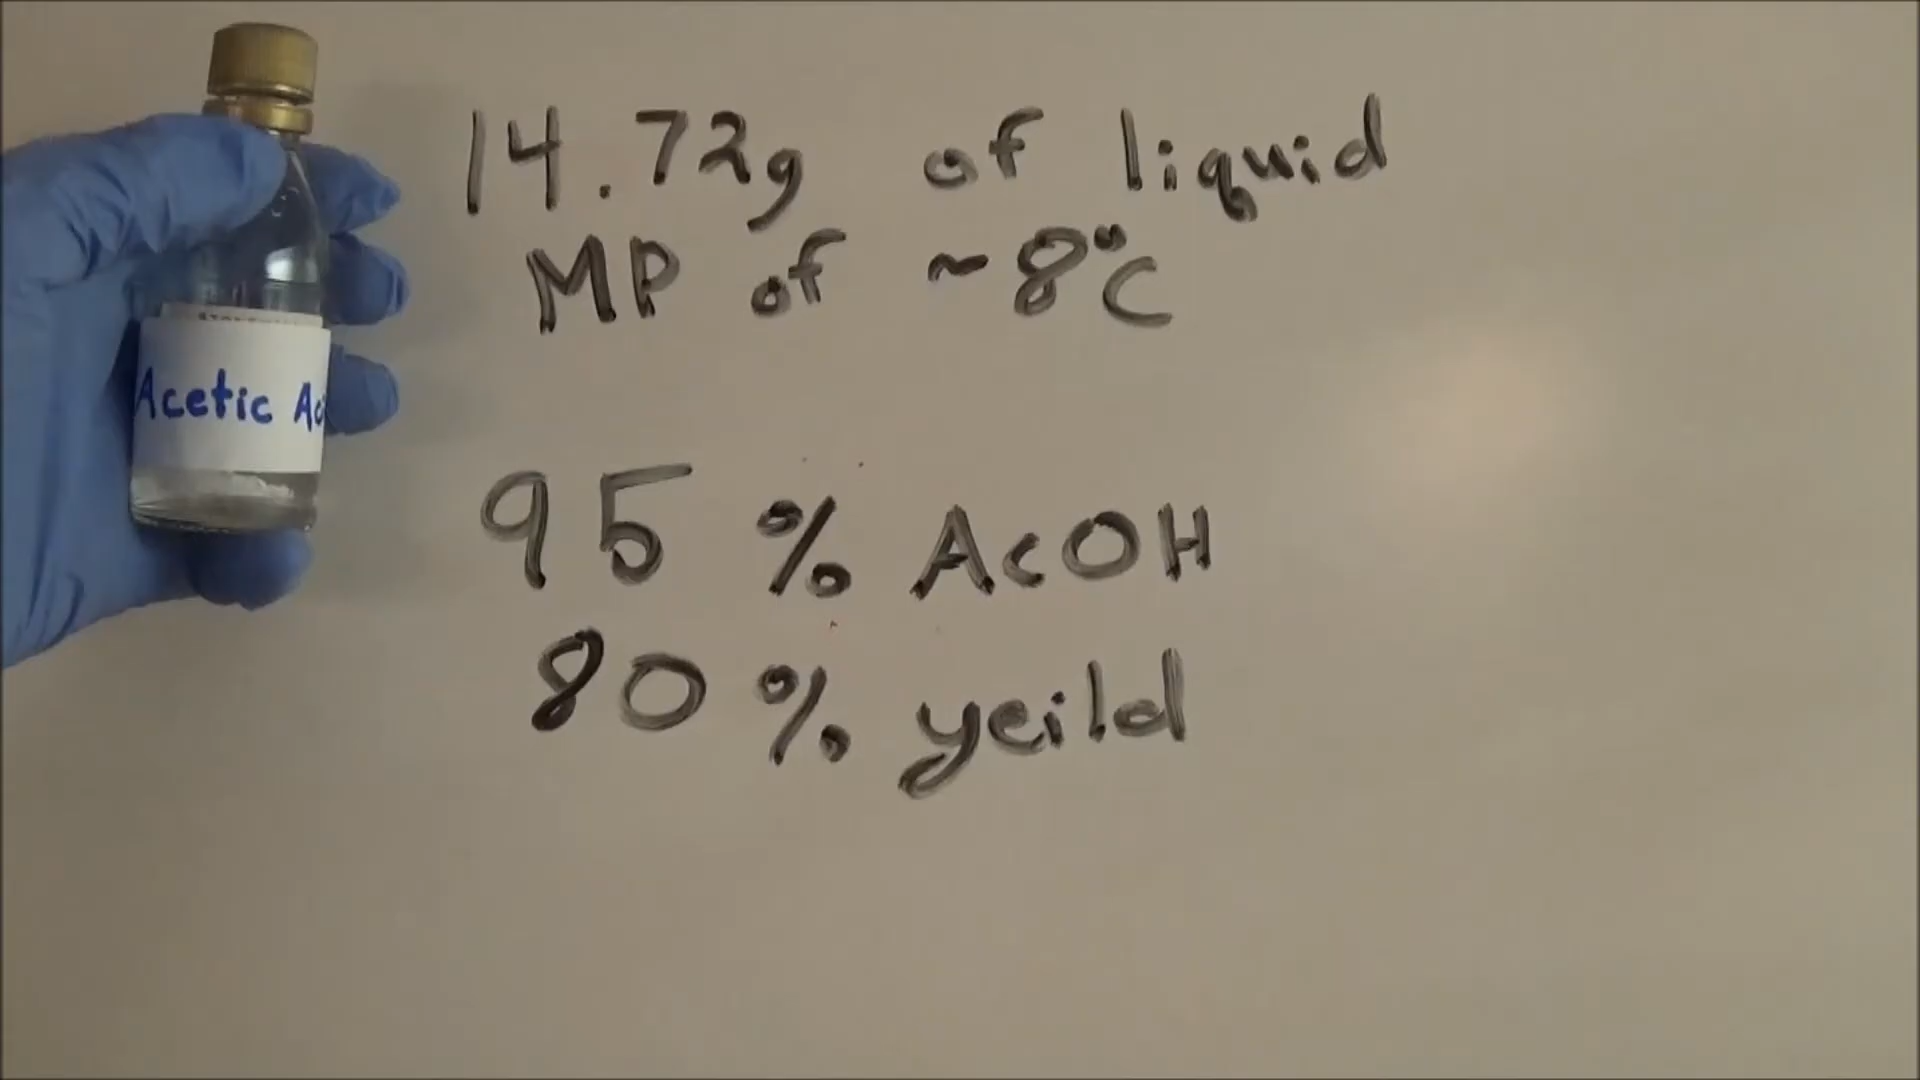 14.72g of liquid
MP of ~8°C
Acetic Ac
95 % AcOH
80 % yeild